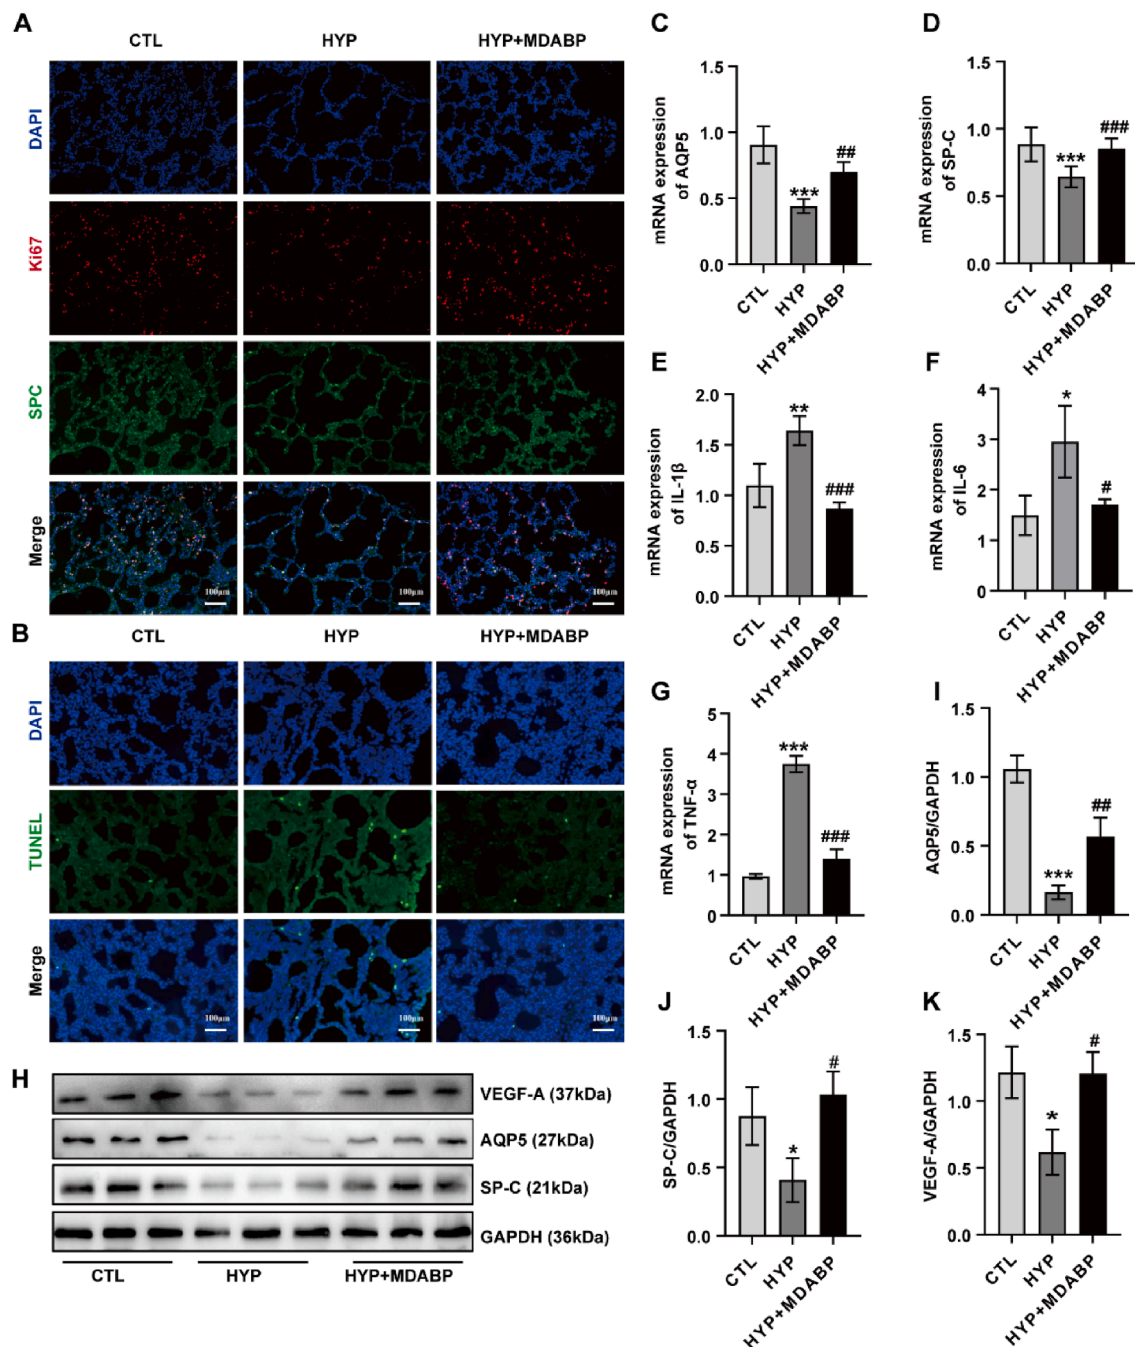 A
CTL HYP HYP+MDABP
DAPI
Ki67
SPC
Merge
100μm 100μm 100μm
B
CTL HYP HYP+MDABP
DAPI
TUNEL
Merge
100μm 100μm 100μm
C
mRNA expression
of AQP5
1.5
1.0
0.5
0.0
***
##
CTL
HYP
HYP+MDABP
D
mRNA expression
of SP-C
1.5
1.0
0.5
0.0
***
###
CTL
HYP
HYP+MDABP
E
mRNA expression
of IL-1β
2.0
1.5
1.0
0.5
0.0
**
###
CTL
HYP
HYP+MDABP
F
mRNA expression
of IL-6
4
3
2
1
0
*
#
CTL
HYP
HYP+MDABP
G
mRNA expression
of TNF-α
5
4
3
2
1
0
***
###
CTL
HYP
HYP+MDABP
H
VEGF-A (37kDa)
AQP5 (27kDa)
SP-C (21kDa)
GAPDH (36kDa)
CTL HYP HYP+MDABP
I
AQP5/GAPDH
1.5
1.0
0.5
0.0
***
##
CTL
HYP
HYP+MDABP
J
SP-C/GAPDH
1.5
1.0
0.5
0.0
*
#
CTL
HYP
HYP+MDABP
K
VEGF-A/GAPDH
1.5
1.0
0.5
0.0
*
#
CTL
HYP
HYP+MDABP